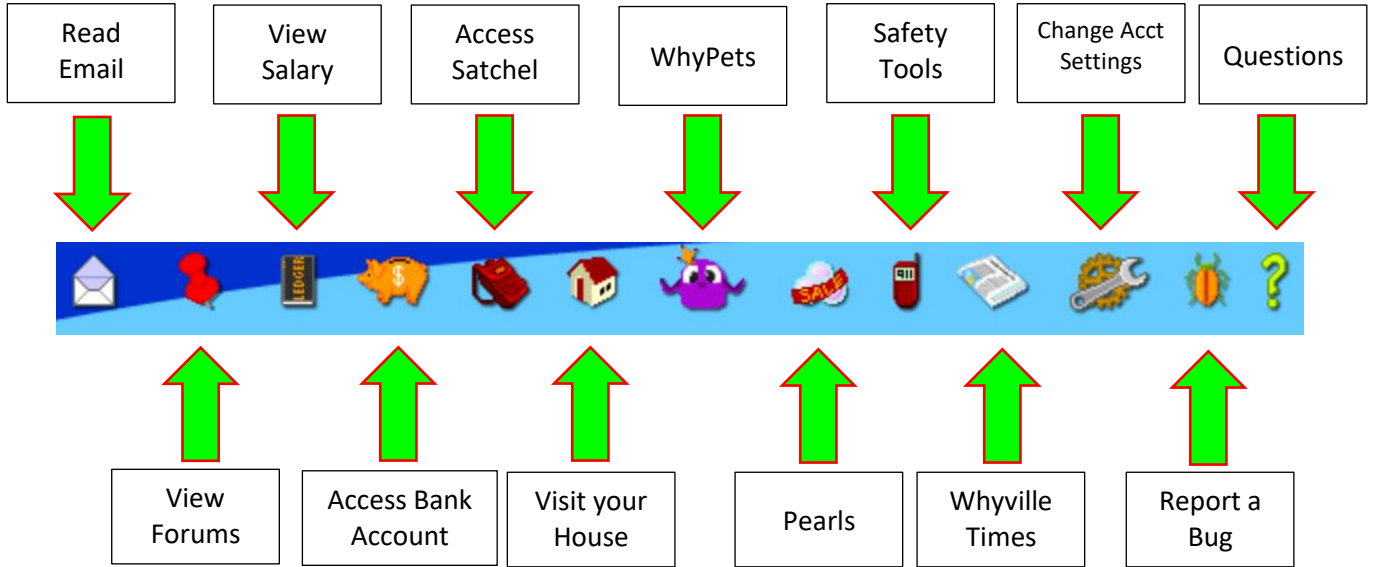 Read
Email
View
Salary
Access
Satchel
WhyPets
Safety
Tools
Change Acct
Settings
Questions
LEDGER
$
SALE
911
?
View
Forums
Access Bank
Account
Visit your
House
Pearls
Whyville
Times
Report a
Bug